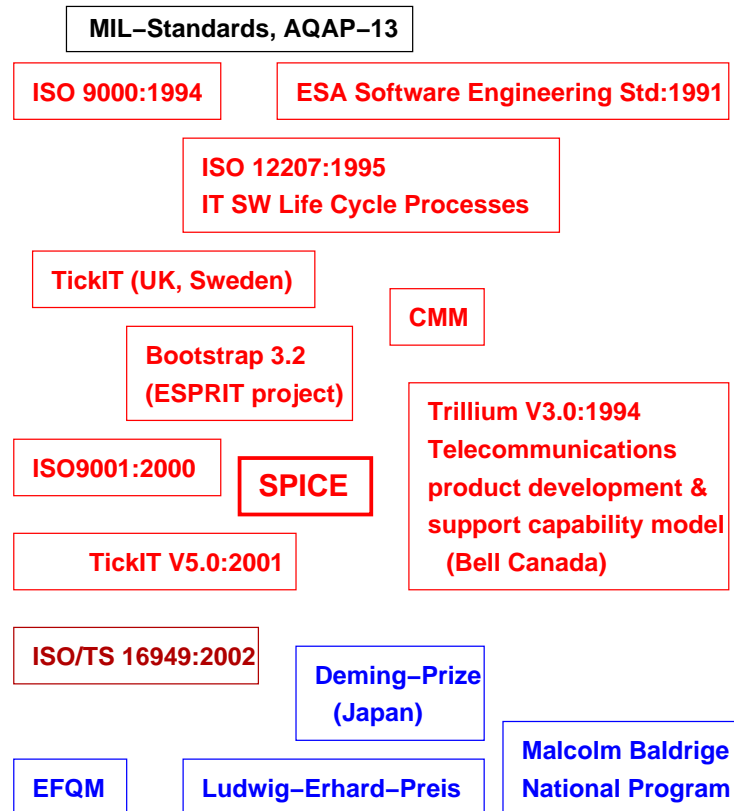 MIL–Standards, AQAP–13
ISO 9000:1994
ESA Software Engineering Std:1991
ISO 12207:1995
IT SW Life Cycle Processes
TickIT (UK, Sweden)
CMM
Bootstrap 3.2
(ESPRIT project)
Trillium V3.0:1994
Telecommunications
product development &
support capability model
(Bell Canada)
ISO9001:2000
SPICE
TickIT V5.0:2001
ISO/TS 16949:2002
Deming–Prize
(Japan)
Malcolm Baldrige
National Program
EFQM
Ludwig–Erhard–Preis